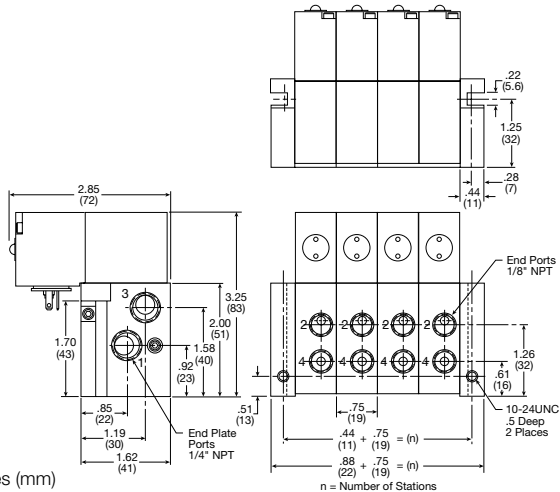 .22
(5.6)
1.25
(32)
.28
(7)
.44
(11)
2.85
(72)
3
1
3.25
(83)
2.00
(51)
1.58
(40)
.92
(23)
1.70
(43)
.85
(22)
1.19
(30)
1.62
(41)
End Plate
Ports
1/4" NPT
End Ports
1/8" NPT
2 2 2 2
4 4 4 4
1.26
(32)
.61
(16)
.51
(13)
.75
(19)
10-24UNC
.5 Deep
2 Places
.44 + .75 = (n)
(11) (19)
.88 + .75 = (n)
(22) (19)
n = Number of Stations
es (mm)